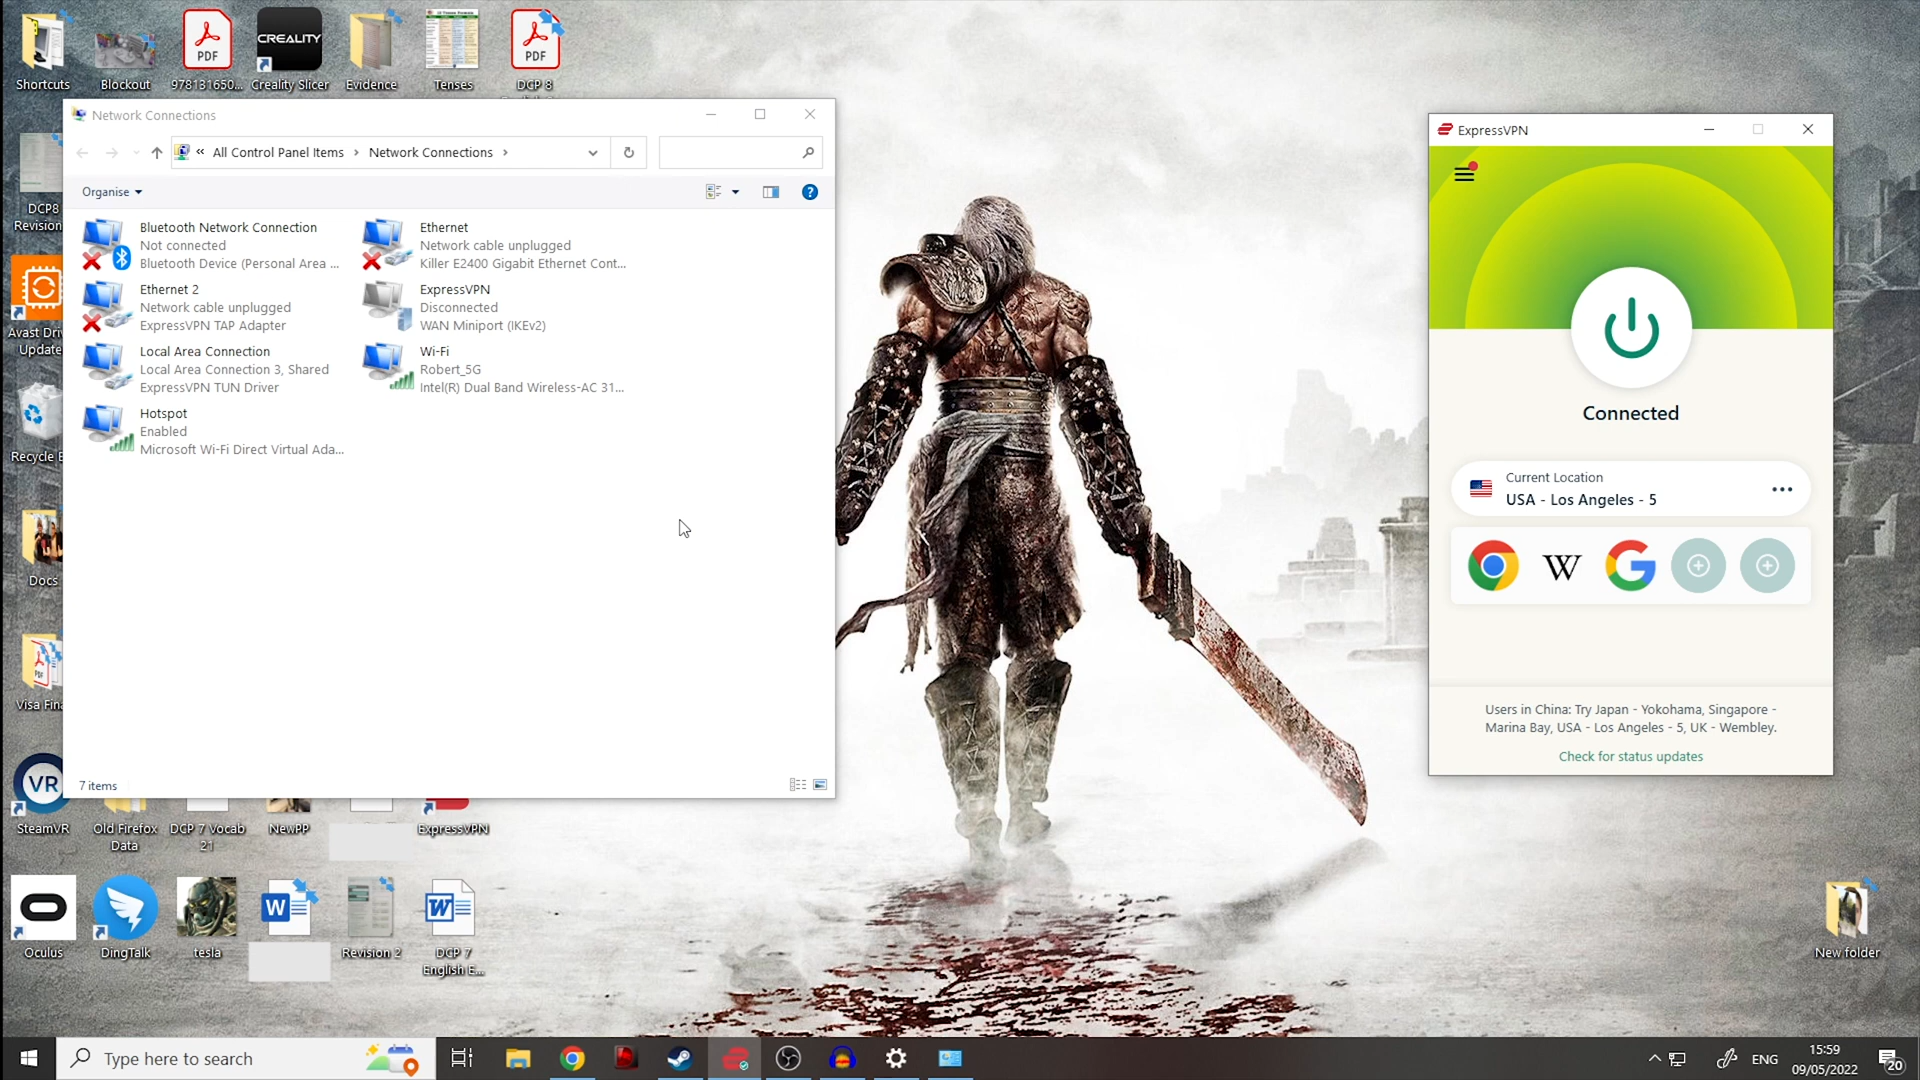 Shortcuts
Blockout
PDF
978131650...
CREALITY
Creality Slicer
Evidence
Tenses
PDF
DCP 8
DCP8
Revision
Avast Dri
Update
Recycle B
Docs
Visa Fin
VR
SteamVR
Old Firefox
Data
DCP 7 Vocab
21
NewPP
ExpressVPN
Oculus
DingTalk
tesla
W
Revision 2
W
DCP 7
English E...
New folder
Network Connections
« All Control Panel Items › Network Connections ›
Organise
Bluetooth Network Connection
Not connected
Bluetooth Device (Personal Area ...
Ethernet
Network cable unplugged
Killer E2400 Gigabit Ethernet Cont...
Ethernet 2
Network cable unplugged
ExpressVPN TAP Adapter
ExpressVPN
Disconnected
WAN Miniport (IKEv2)
Local Area Connection
Local Area Connection 3, Shared
ExpressVPN TUN Driver
Wi-Fi
Robert_5G
Intel(R) Dual Band Wireless-AC 31...
Hotspot
Enabled
Microsoft Wi-Fi Direct Virtual Ada...
7 items
ExpressVPN
Connected
Current Location
USA - Los Angeles - 5
W
Users in China: Try Japan - Yokohama, Singapore -
Marina Bay, USA - Los Angeles - 5, UK - Wembley.
Check for status updates
Type here to search
ENG
15:59
09/05/2022
20